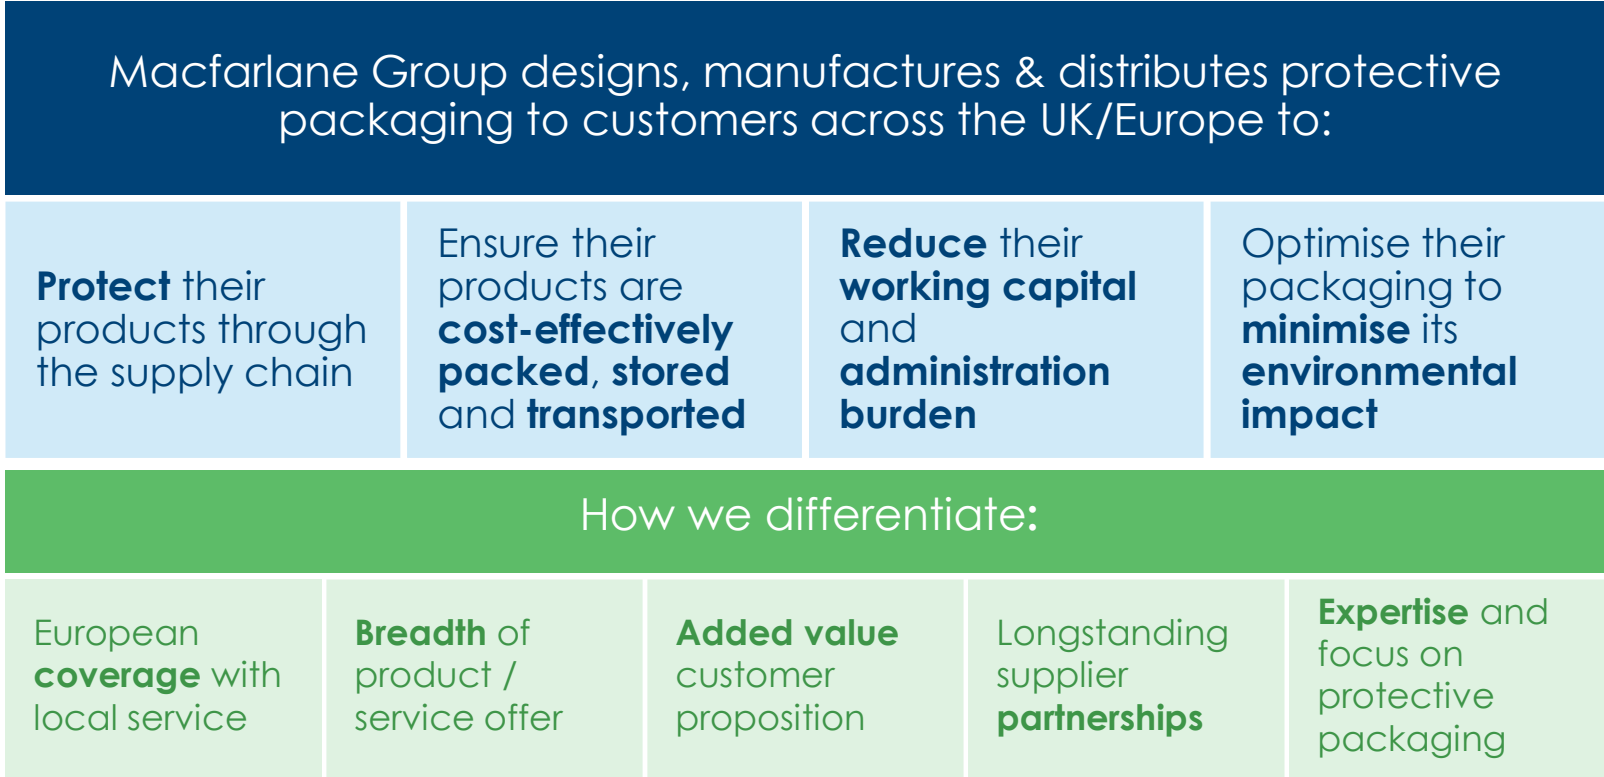 Macfarlane Group designs, manufactures & distributes protective
packaging to customers across the UK/Europe to:
Protect their
products through
the supply chain
Ensure their
products are
cost-effectively
packed, stored
and transported
Reduce their
working capital
and
administration
burden
Optimise their
packaging to
minimise its
environmental
impact
How we differentiate:
European
coverage with
local service
Breadth of
product /
service offer
Added value
customer
proposition
Longstanding
supplier
partnerships
Expertise and
focus on
protective
packaging